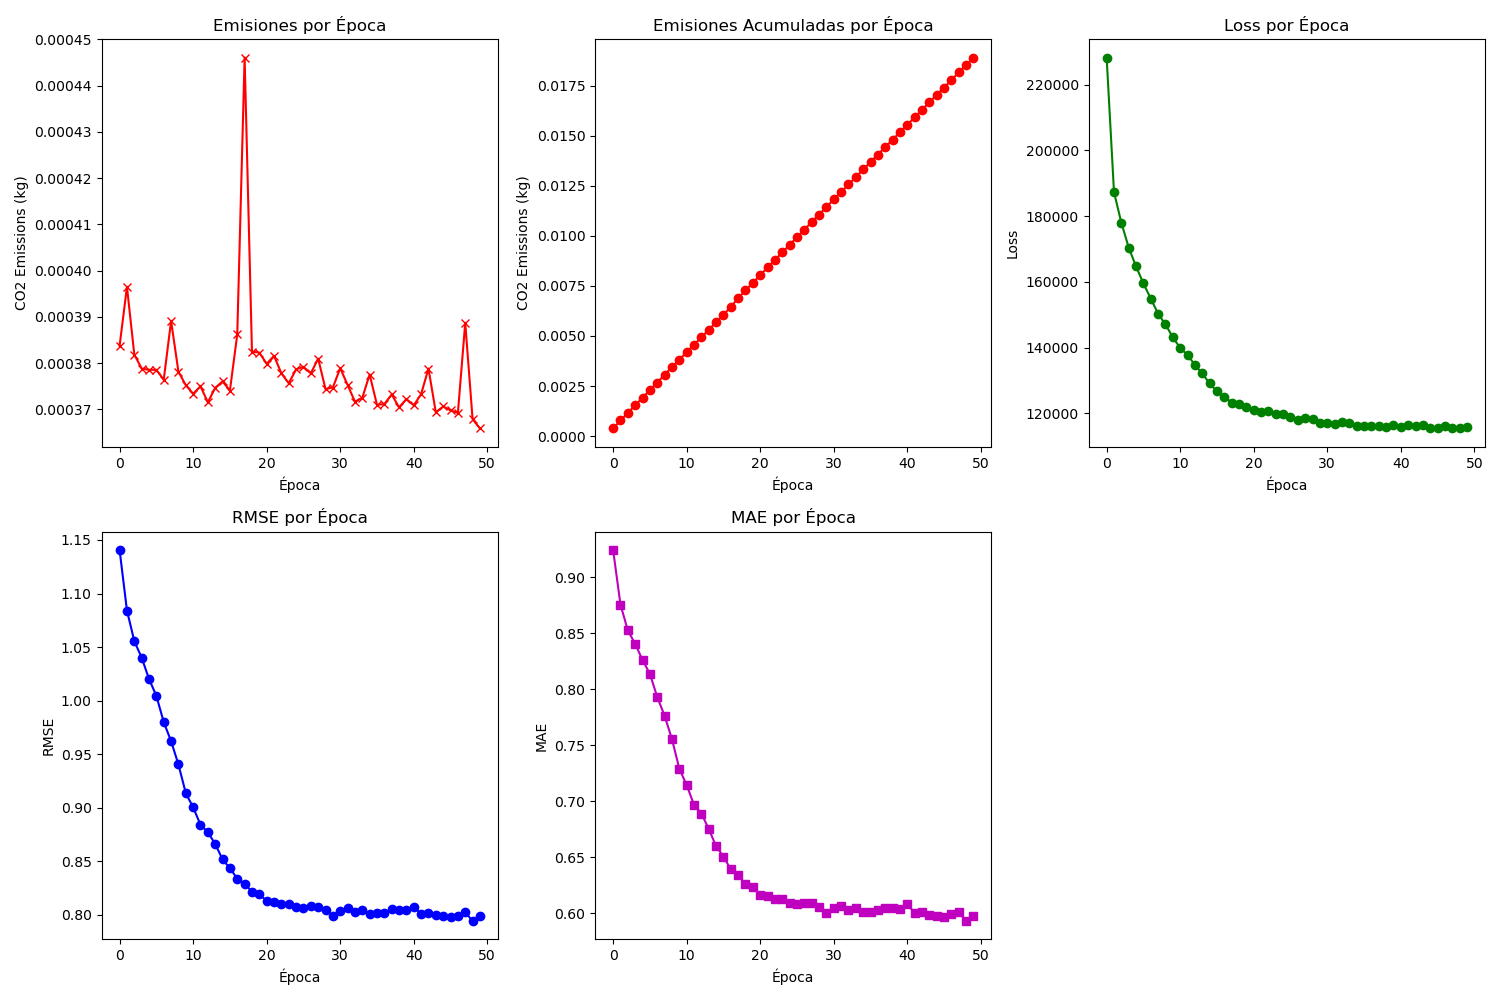 Emisiones por Época
0.00045
0.00044
0.00043
0.00042
0.00041
0.00040
0.00039
0.00038
0.00037
CO2 Emissions (kg)
0 10 20 30 40 50
Época
Emisiones Acumuladas por Época
0.0175
0.0150
0.0125
0.0100
0.0075
0.0050
0.0025
0.0000
CO2 Emissions (kg)
0 10 20 30 40 50
Época
Loss por Época
220000
200000
180000
160000
140000
120000
Loss
0 10 20 30 40 50
Época
RMSE por Época
1.15
1.10
1.05
1.00
0.95
0.90
0.85
0.80
RMSE
0 10 20 30 40 50
Época
MAE por Época
0.90
0.85
0.80
0.75
0.70
0.65
0.60
MAE
0 10 20 30 40 50
Época